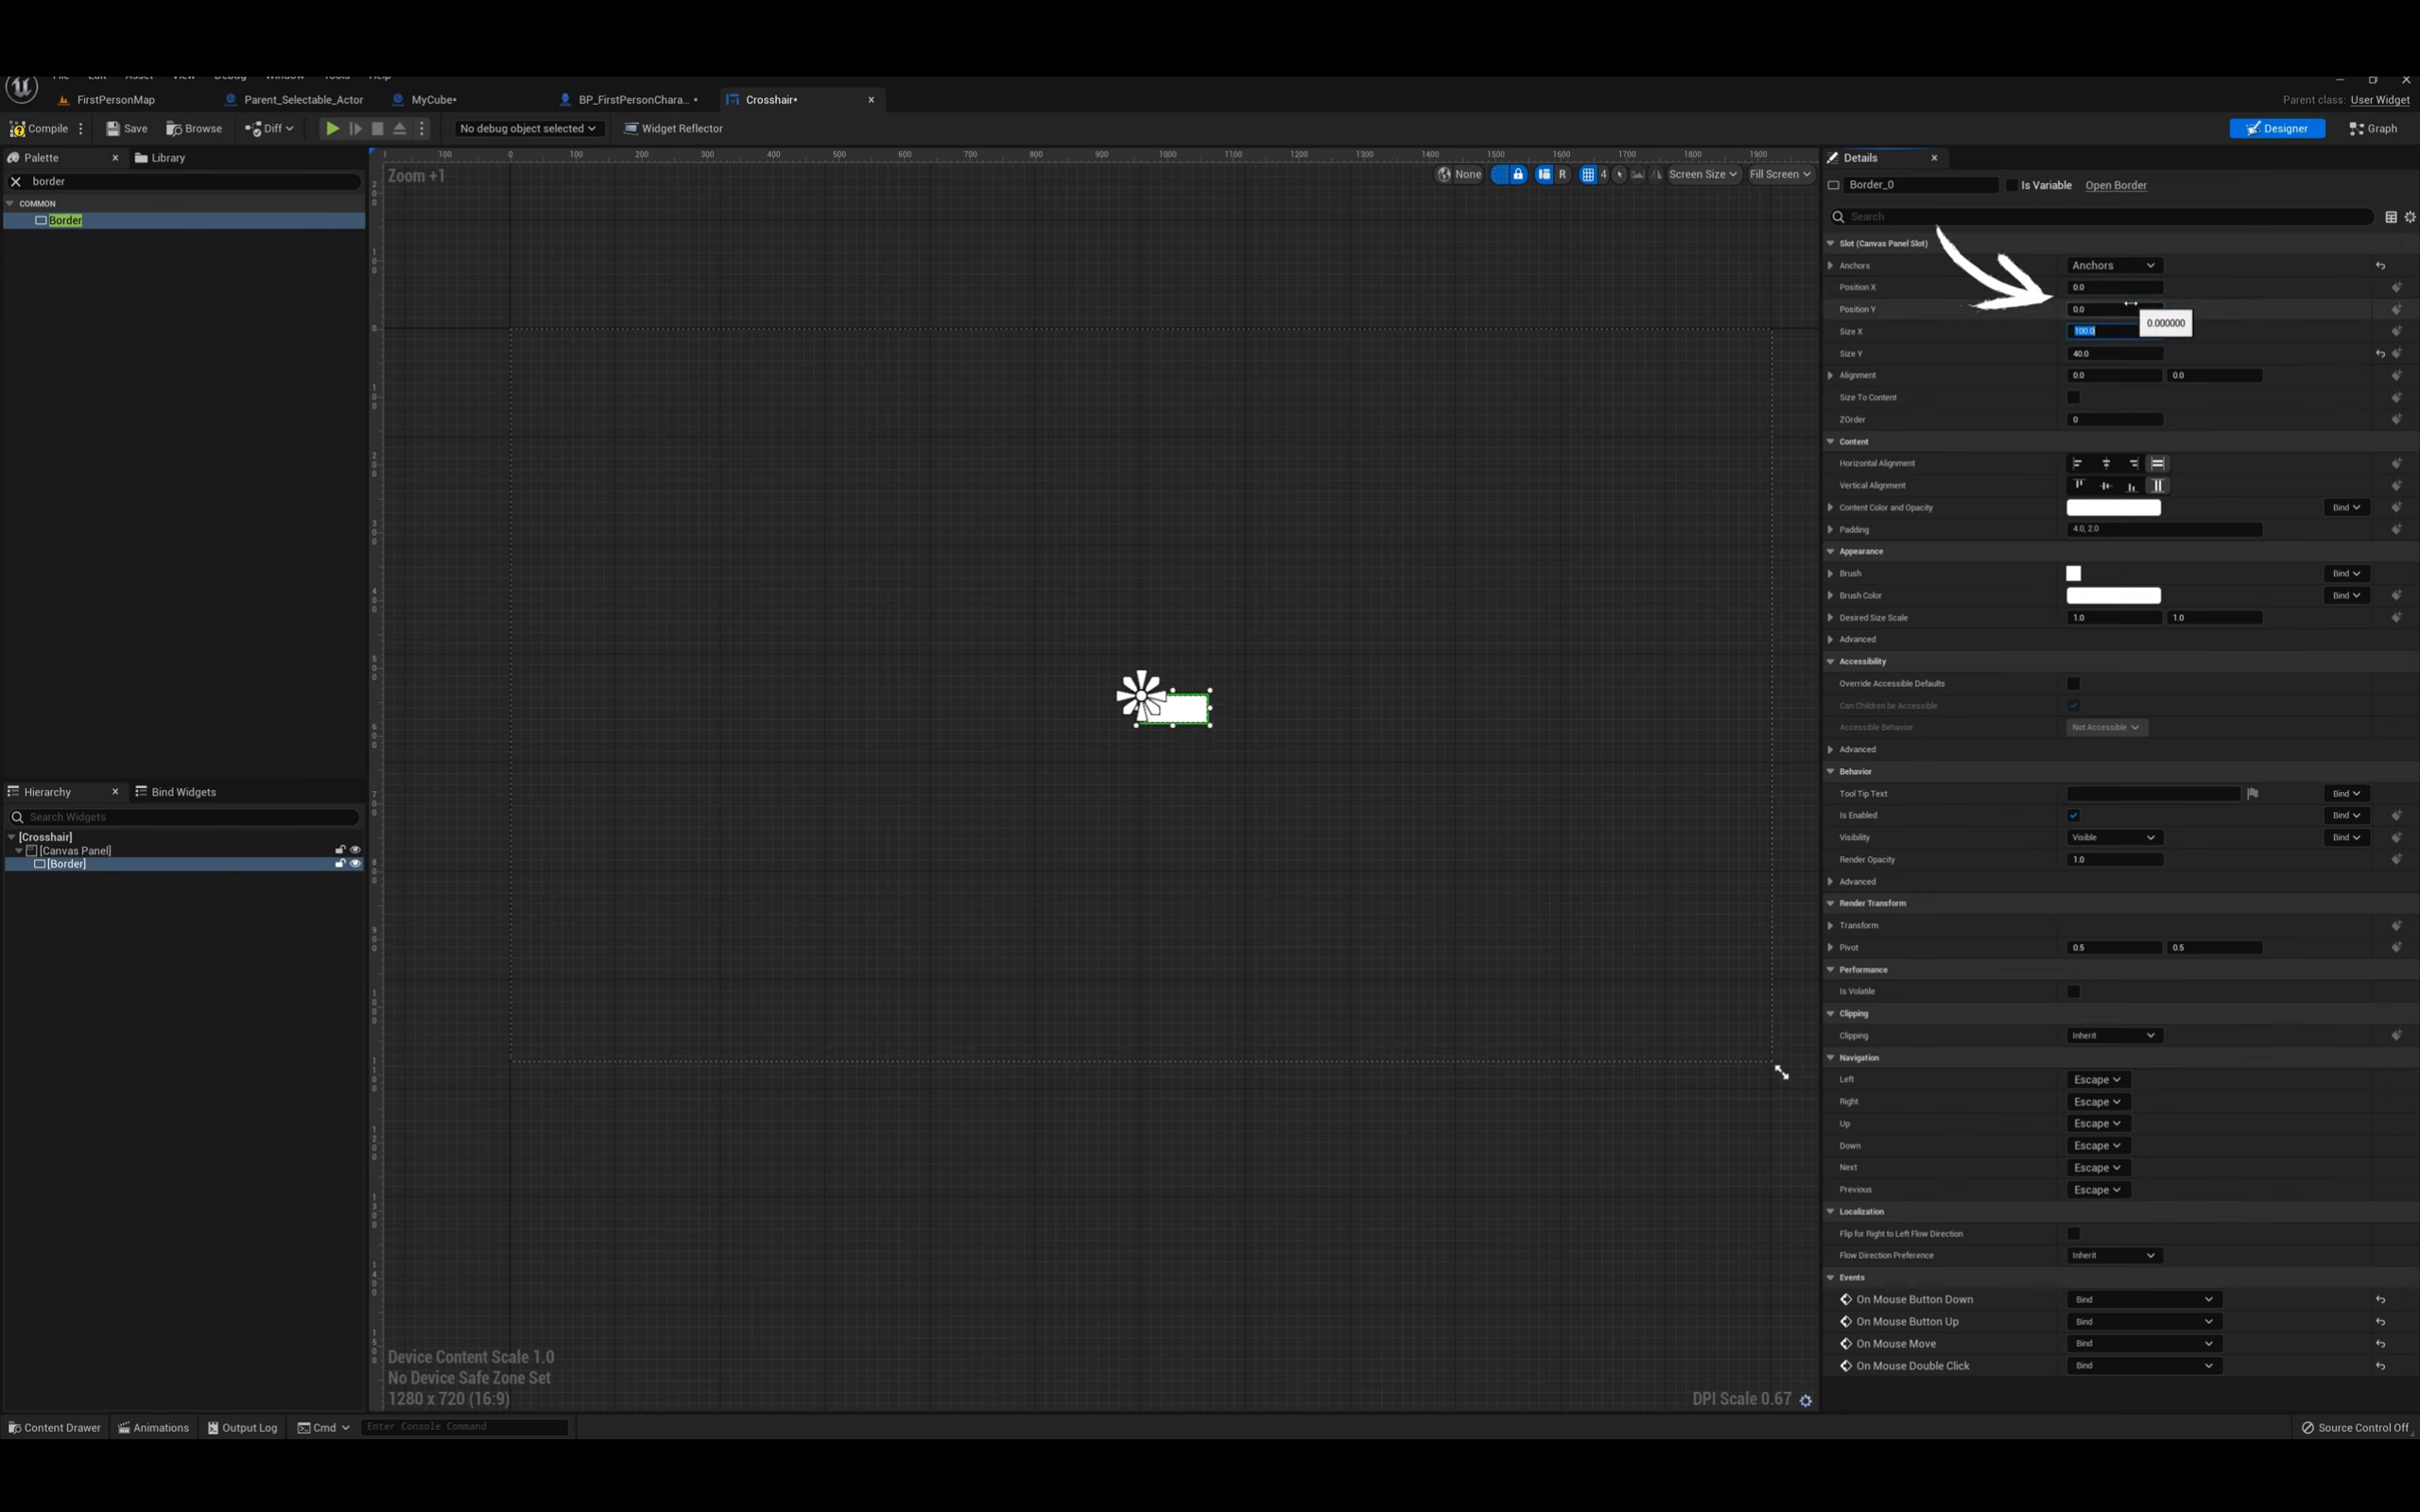 File Edit Asset View Debug Window Tools Help
FirstPersonMap Parent_Selectable_Actor MyCube• BP_FirstPersonChara... • Crosshair•
Parent class: User Widget
Compile Save Browse Diff No debug object selected Widget Reflector Designer Graph
Palette Library
border
COMMON
Border
Hierarchy Bind Widgets
Search Widgets
[Crosshair]
[Canvas Panel]
[Border]
100 0 100 200 300 400 500 600 700 800 900 1000 1100 1200 1300 1400 1500 1600 1700 1800 1900
Zoom +1
None R 4 Screen Size Fill Screen
Device Content Scale 1.0
No Device Safe Zone Set
1280 x 720 (16:9)
DPI Scale 0.67
Details
Border_0 Is Variable Open Border
Search
Slot (Canvas Panel Slot)
Anchors Anchors
Position X 0.0
Position Y 0.0
0.000000
Size X 100.0
Size Y 40.0
Alignment 0.0 0.0
Size To Content
ZOrder 0
Content
Horizontal Alignment
Vertical Alignment
Content Color and Opacity Bind
Padding 4.0, 2.0
Appearance
Brush Bind
Brush Color Bind
Desired Size Scale 1.0 1.0
Advanced
Accessibility
Override Accessible Defaults
Can Children be Accessible
Accessible Behavior Not Accessible
Advanced
Behavior
Tool Tip Text Bind
Is Enabled Bind
Visibility Visible Bind
Render Opacity 1.0
Advanced
Render Transform
Transform
Pivot 0.5 0.5
Performance
Is Volatile
Clipping
Clipping Inherit
Navigation
Left Escape
Right Escape
Up Escape
Down Escape
Next Escape
Previous Escape
Localization
Flip for Right to Left Flow Direction
Flow Direction Preference Inherit
Events
On Mouse Button Down Bind
On Mouse Button Up Bind
On Mouse Move Bind
On Mouse Double Click Bind
Content Drawer Animations Output Log Cmd Enter Console Command Source Control Off